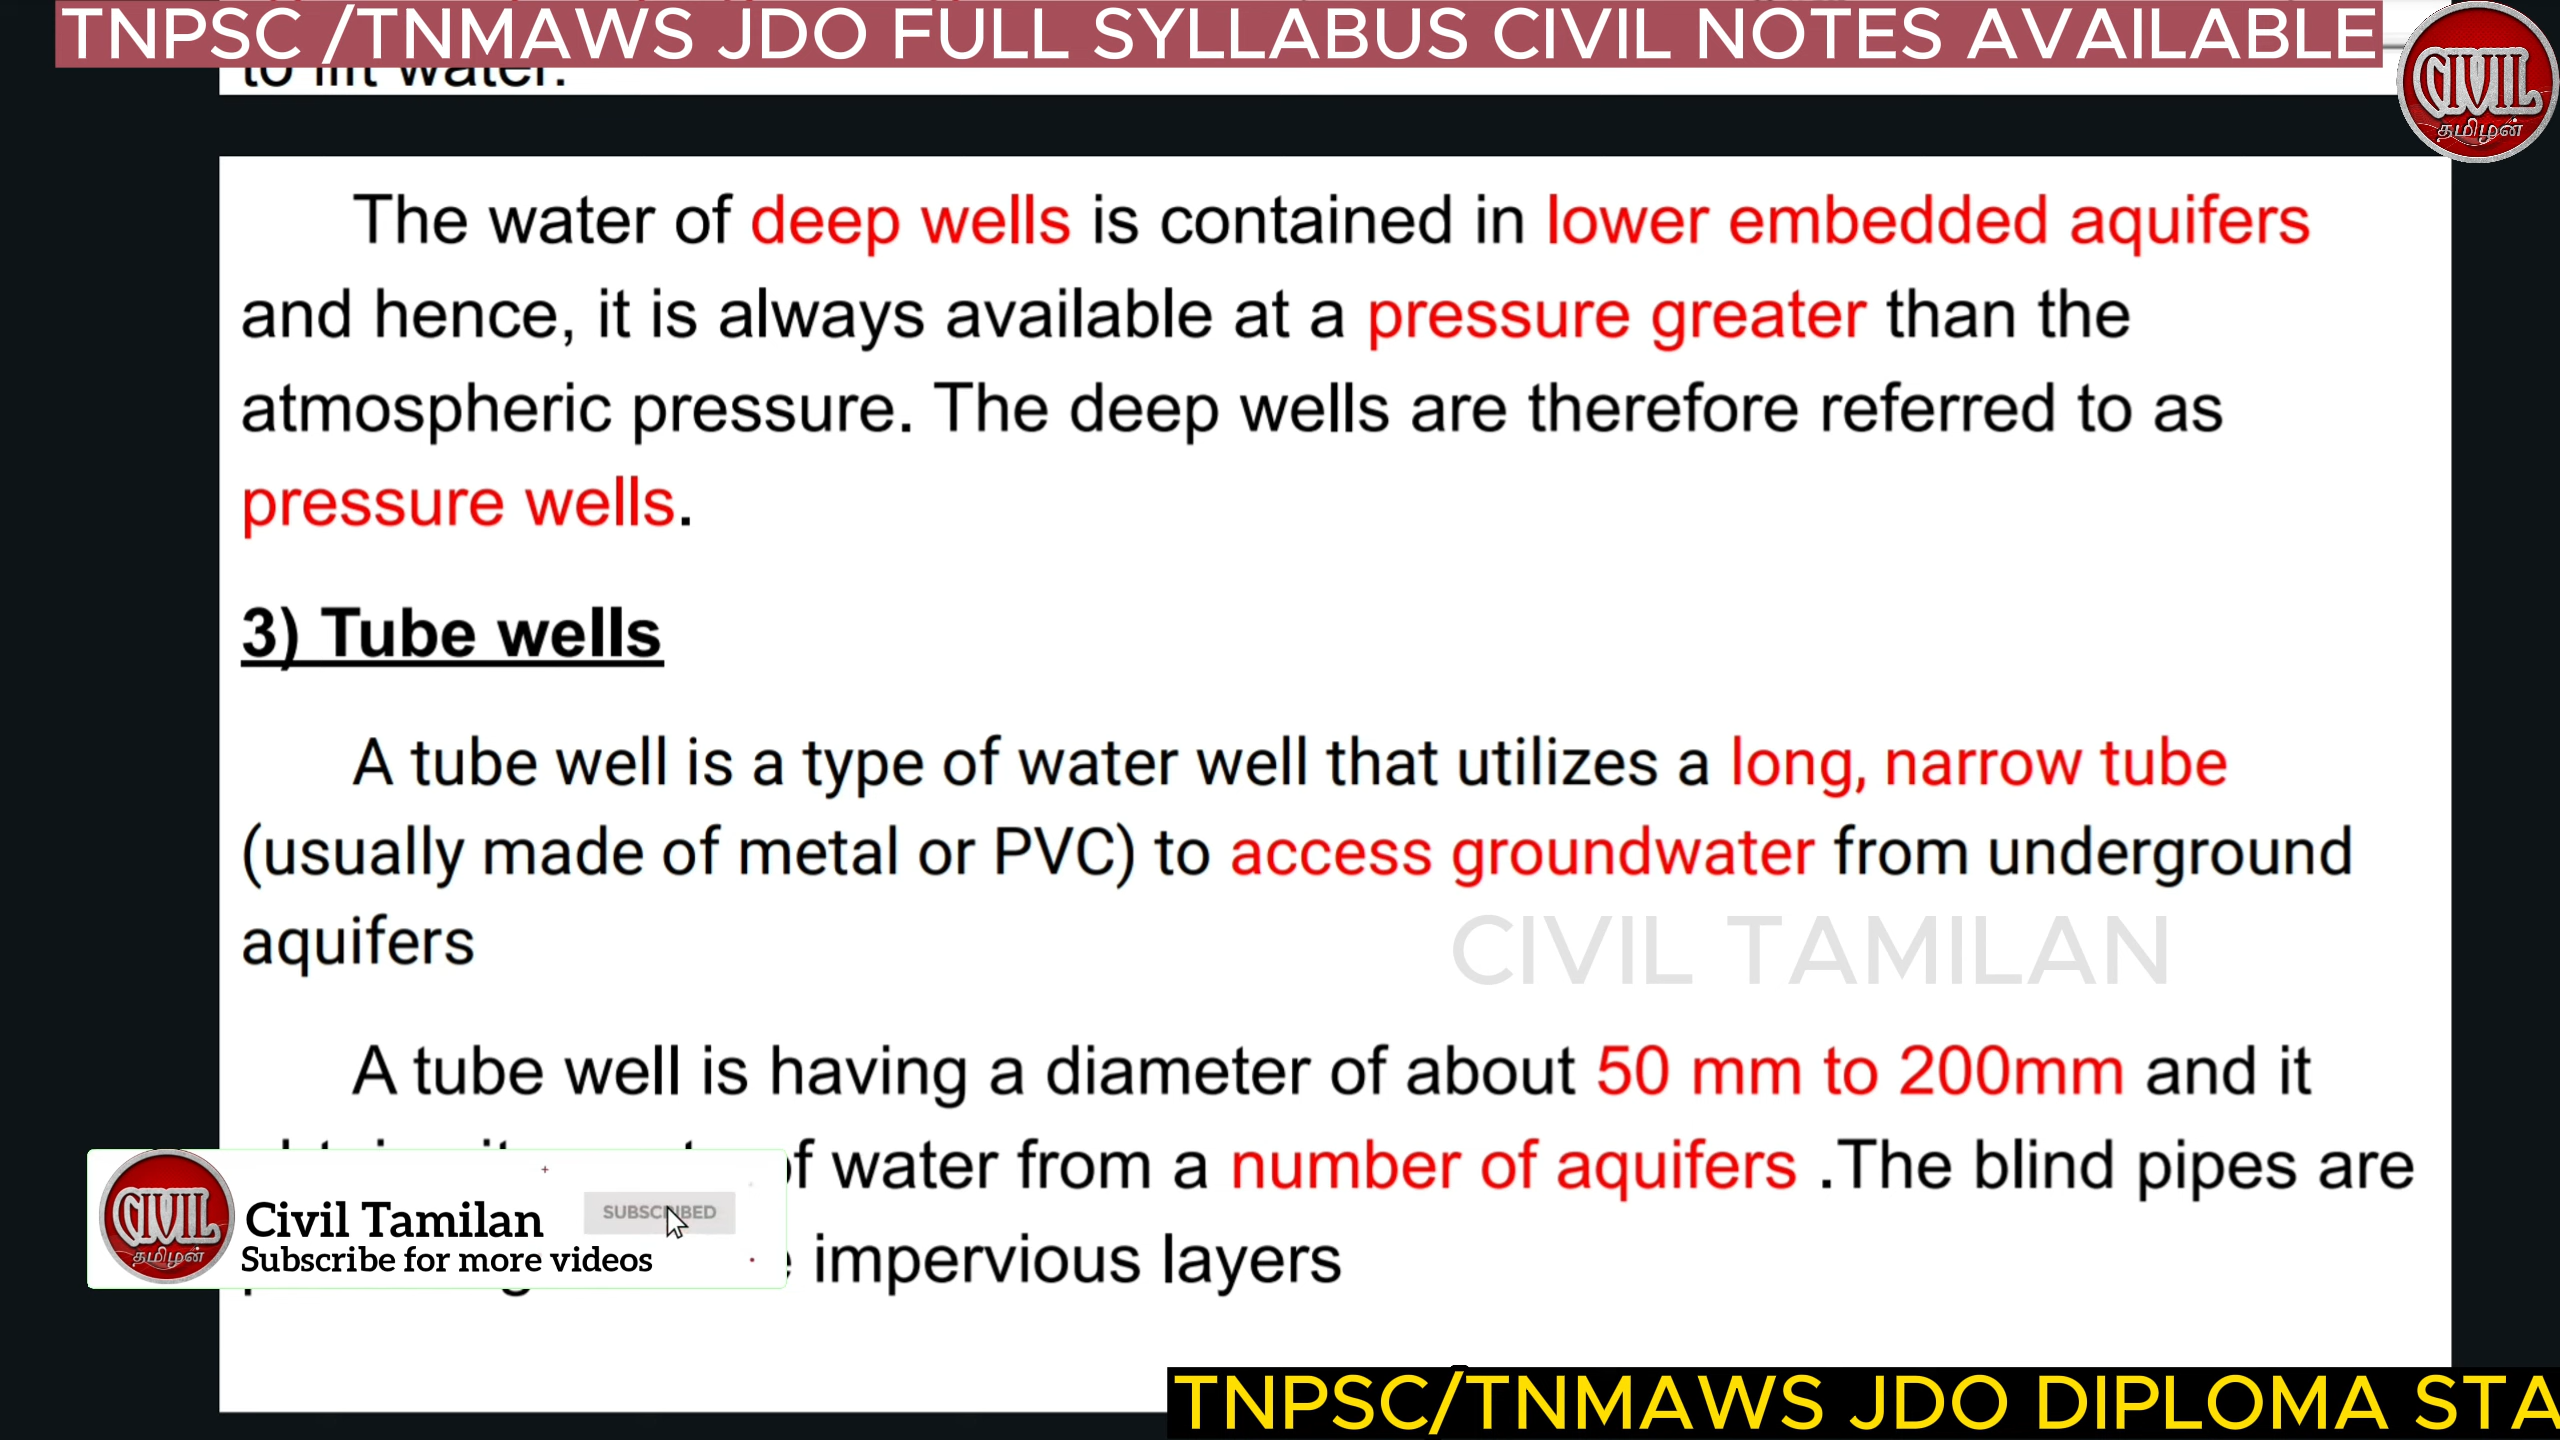 TNPSC /TNMAWS JDO FULL SYLLABUS CIVIL NOTES AVAILABLE
CIVIL
தமிழன்
to lift water.
The water of deep wells is contained in lower embedded aquifers
and hence, it is always available at a pressure greater than the
atmospheric pressure. The deep wells are therefore referred to as
pressure wells.
3) Tube wells
A tube well is a type of water well that utilizes a long, narrow tube
(usually made of metal or PVC) to access groundwater from underground
aquifers
CIVIL TAMILAN
A tube well is having a diameter of about 50 mm to 200mm and it
water from a number of aquifers .The blind pipes are
impervious layers
CIVIL
தமிழன்
Civil Tamilan
SUBSCRIBED
Subscribe for more videos
TNPSC/TNMAWS JDO DIPLOMA STA